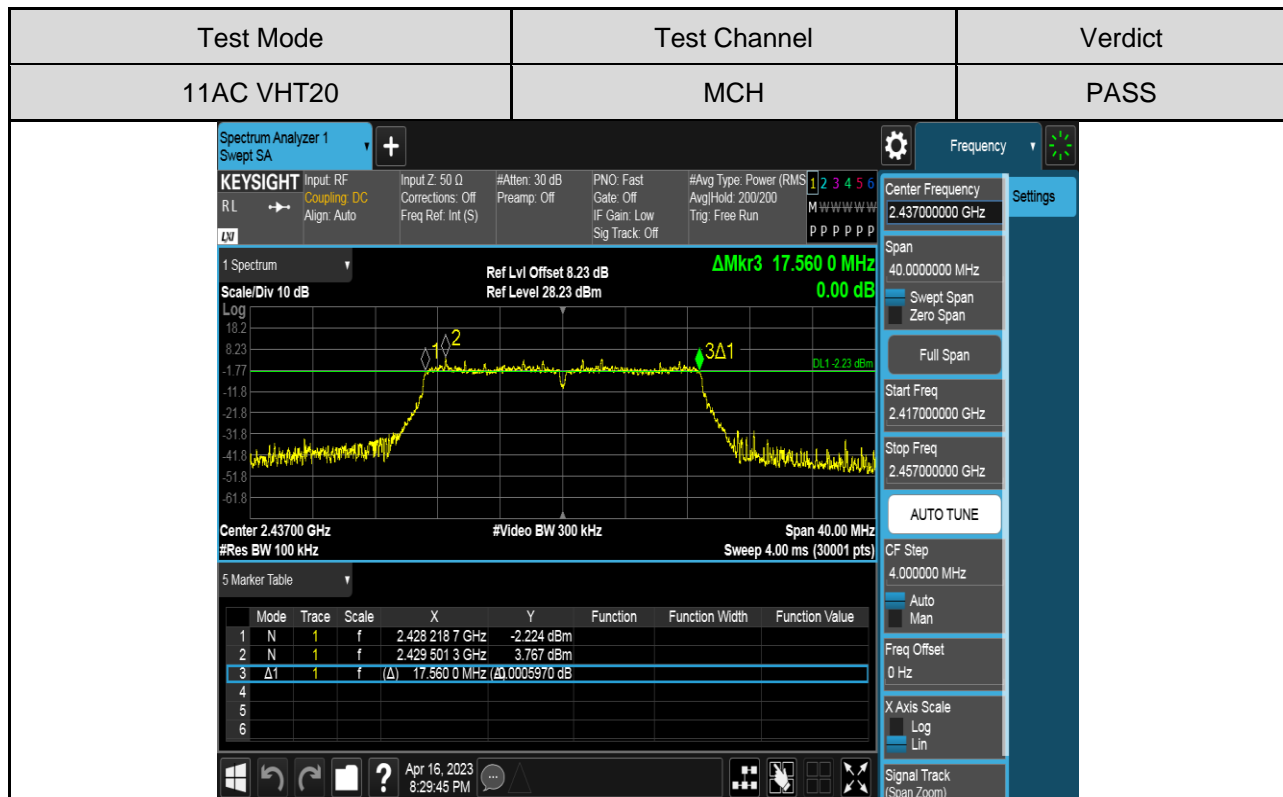 Test Mode Test Channel Verdict
11AC VHT20 MCH PASS
Spectrum Analyzer 1
Swept SA
+
Frequency
KEYSIGHT Input: RF Input Z: 50 Ω #Atten: 30 dB PNO: Fast #Avg Type: Power (RMS 1 2 3 4 5 6
R L Coupling: DC Corrections: Off Preamp: Off Gate: Off Avg|Hold: 200/200 M W W W W W
Align: Auto Freq Ref: Int (S) IF Gain: Low Trig: Free Run
LXI Sig Track: Off P P P P P P
Center Frequency
2.437000000 GHz
Settings
Span
40.0000000 MHz
Swept Span
Zero Span
Full Span
Start Freq
2.417000000 GHz
Stop Freq
2.457000000 GHz
AUTO TUNE
CF Step
4.000000 MHz
Auto
Man
Freq Offset
0 Hz
X Axis Scale
Log
Lin
Signal Track
(Span Zoom)
1 Spectrum Ref Lvl Offset 8.23 dB ΔMkr3 17.560 0 MHz
Scale/Div 10 dB Ref Level 28.23 dBm 0.00 dB
Log
18.2
8.23
-1.77
-11.8
-21.8
-31.8
-41.8
-51.8
-61.8
1 2 3Δ1
DL1 -2.23 dBm
Center 2.43700 GHz #Video BW 300 kHz Span 40.00 MHz
#Res BW 100 kHz Sweep 4.00 ms (30001 pts)
5 Marker Table
Mode Trace Scale X Y Function Function Width Function Value
1 N 1 f 2.428 218 7 GHz -2.224 dBm
2 N 1 f 2.429 501 3 GHz 3.767 dBm
3 Δ1 1 f (Δ) 17.560 0 MHz (Δ) 0.0005970 dB
4
5
6
? Apr 16, 2023
8:29:45 PM